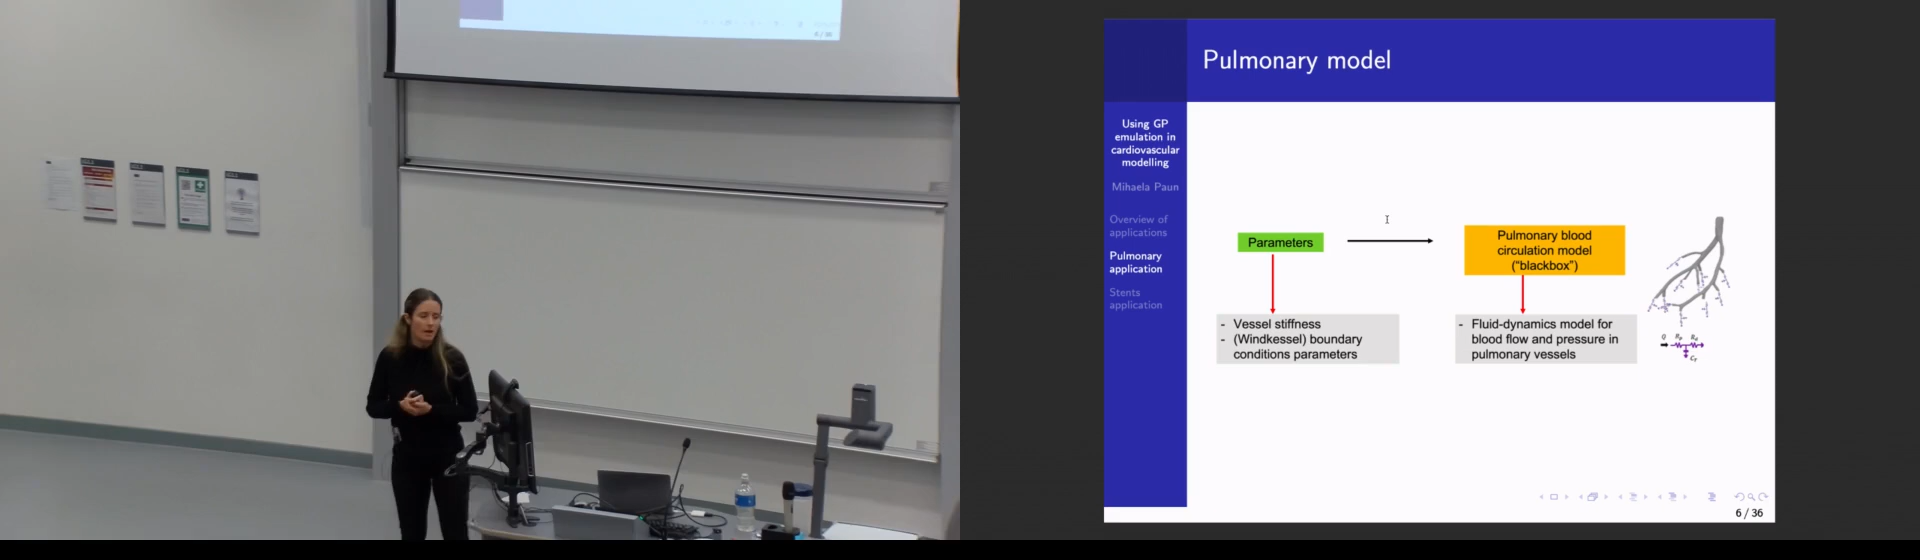 6 / 36
Pulmonary model
Using GP
emulation in
cardiovascular
modelling
Mihaela Paun
Overview of
applications
Pulmonary
application
Stents
application
Parameters
Pulmonary blood
circulation model
("blackbox")
- Vessel stiffness
- (Windkessel) boundary
conditions parameters
- Fluid-dynamics model for
blood flow and pressure in
pulmonary vessels
6 / 36